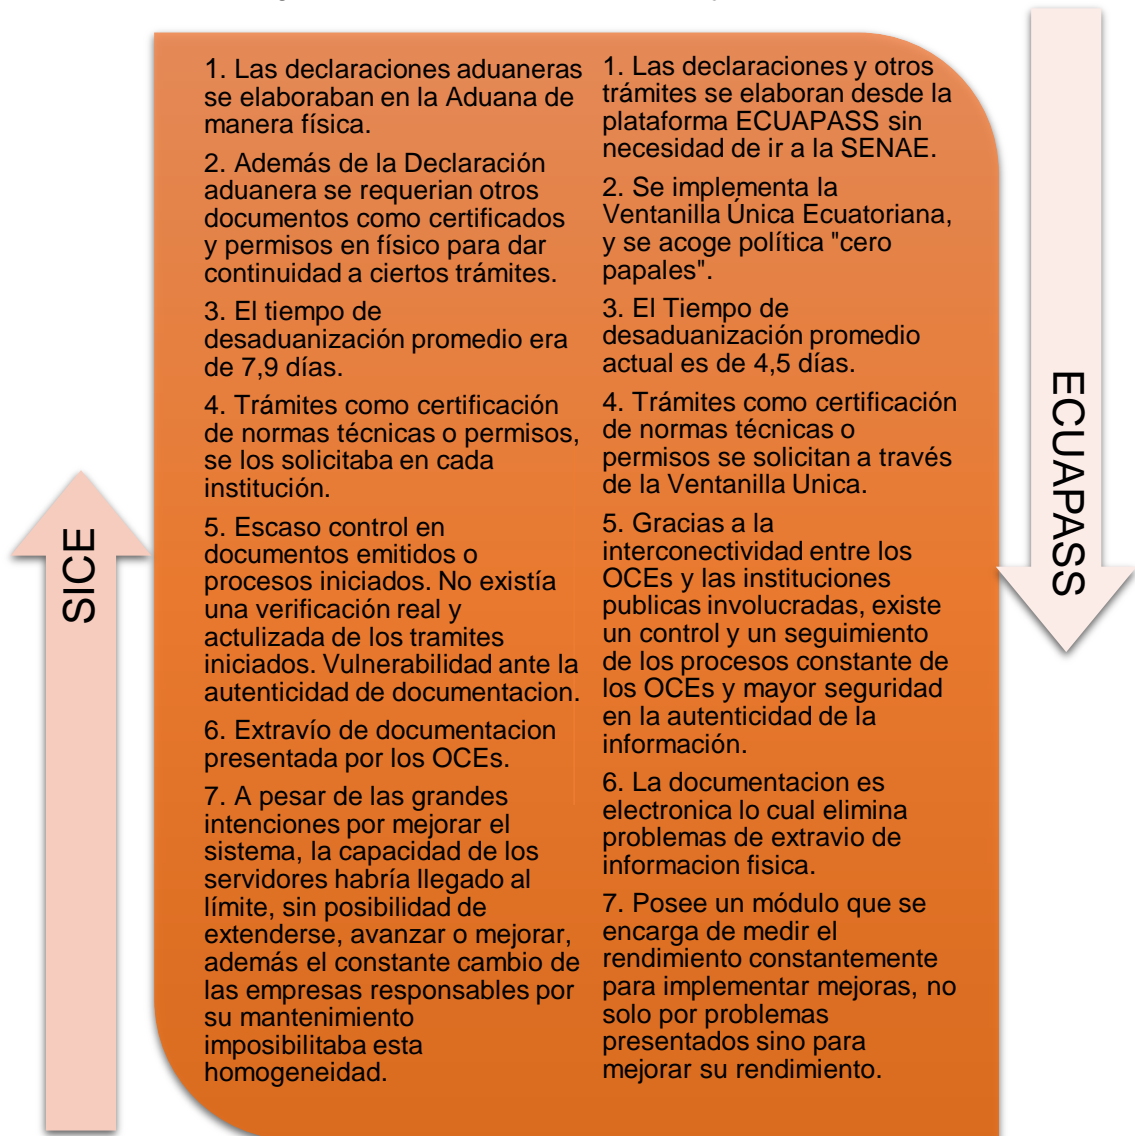 SICE
1. Las declaraciones aduaneras
se elaboraban en la Aduana de
manera física.
2. Además de la Declaración
aduanera se requerian otros
documentos como certificados
y permisos en físico para dar
continuidad a ciertos trámites.
3. El tiempo de
desaduanización promedio era
de 7,9 días.
4. Trámites como certificación
de normas técnicas o permisos,
se los solicitaba en cada
institución.
5. Escaso control en
documentos emitidos o
procesos iniciados. No existía
una verificación real y
actulizada de los tramites
iniciados. Vulnerabilidad ante la
autenticidad de documentacion.
6. Extravío de documentacion
presentada por los OCEs.
7. A pesar de las grandes
intenciones por mejorar el
sistema, la capacidad de los
servidores habría llegado al
límite, sin posibilidad de
extenderse, avanzar o mejorar,
además el constante cambio de
las empresas responsables por
su mantenimiento
imposibilitaba esta
homogeneidad.
1. Las declaraciones y otros
trámites se elaboran desde la
plataforma ECUAPASS sin
necesidad de ir a la SENAE.
2. Se implementa la
Ventanilla Única Ecuatoriana,
y se acoge política "cero
papales".
3. El Tiempo de
desaduanización promedio
actual es de 4,5 días.
4. Trámites como certificación
de normas técnicas o
permisos se solicitan a través
de la Ventanilla Unica.
5. Gracias a la
interconectividad entre los
OCEs y las instituciones
publicas involucradas, existe
un control y un seguimiento
de los procesos constante de
los OCEs y mayor seguridad
en la autenticidad de la
información.
6. La documentacion es
electronica lo cual elimina
problemas de extravio de
informacion fisica.
7. Posee un módulo que se
encarga de medir el
rendimiento constantemente
para implementar mejoras, no
solo por problemas
presentados sino para
mejorar su rendimiento.
ECUAPASS